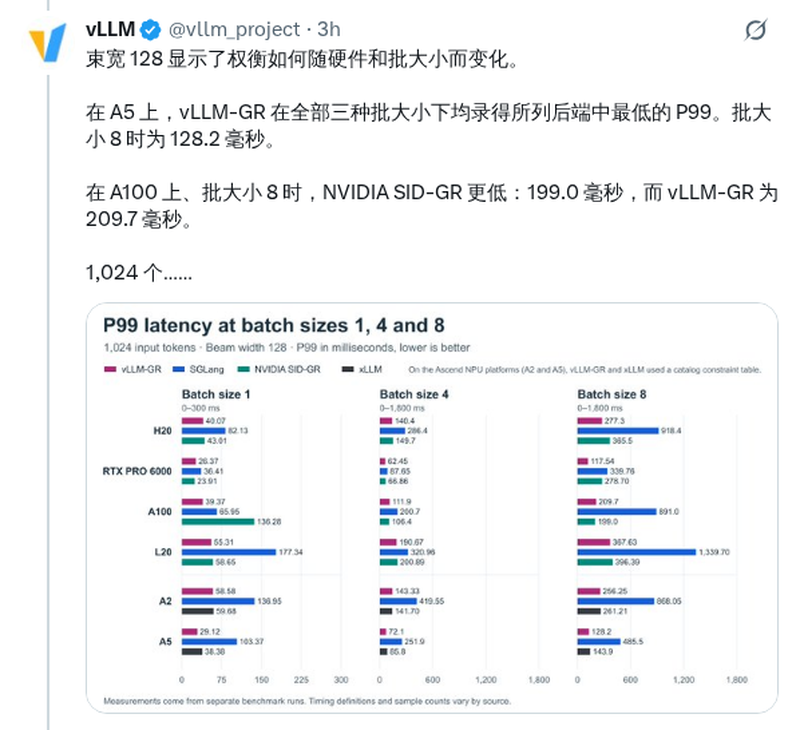 vLLM @vllm_project · 3h
束宽 128 显示了权衡如何随硬件和批大小而变化。
在 A5 上，vLLM-GR 在全部三种批大小下均录得所列后端中最低的 P99。批大
小 8 时为 128.2 毫秒。
在 A100 上、批大小 8 时，NVIDIA SID-GR 更低：199.0 毫秒，而 vLLM-GR 为
209.7 毫秒。
1,024 个……
P99 latency at batch sizes 1, 4 and 8
1,024 input tokens · Beam width 128 · P99 in milliseconds, lower is better
vLLM-GR SGLang NVIDIA SID-GR xLLM On the Ascend NPU platforms (A2 and A5), vLLM-GR and xLLM used a catalog constraint table.
Batch size 1 Batch size 4 Batch size 8
0–300 ms 0–1,800 ms 0–1,800 ms
40.07 140.4 277.3
H20 82.13 286.4 918.4
43.01 149.7 365.5
26.37 62.45 117.54
RTX PRO 6000 36.41 87.65 339.76
23.91 66.86 278.70
39.37 111.9 209.7
A100 65.95 200.7 891.0
136.28 106.4 199.0
55.31 190.67 367.63
L20 177.34 320.96 1,339.70
58.65 200.89 396.39
58.58 143.33 256.25
A2 136.95 419.55 868.05
59.68 141.70 261.21
29.12 72.1 128.2
A5 103.37 251.9 485.5
38.38 85.8 143.9
0 75 150 225 300 0 600 1,200 1,800 0 600 1,200 1,800
Measurements come from separate benchmark runs. Timing definitions and sample counts vary by source.